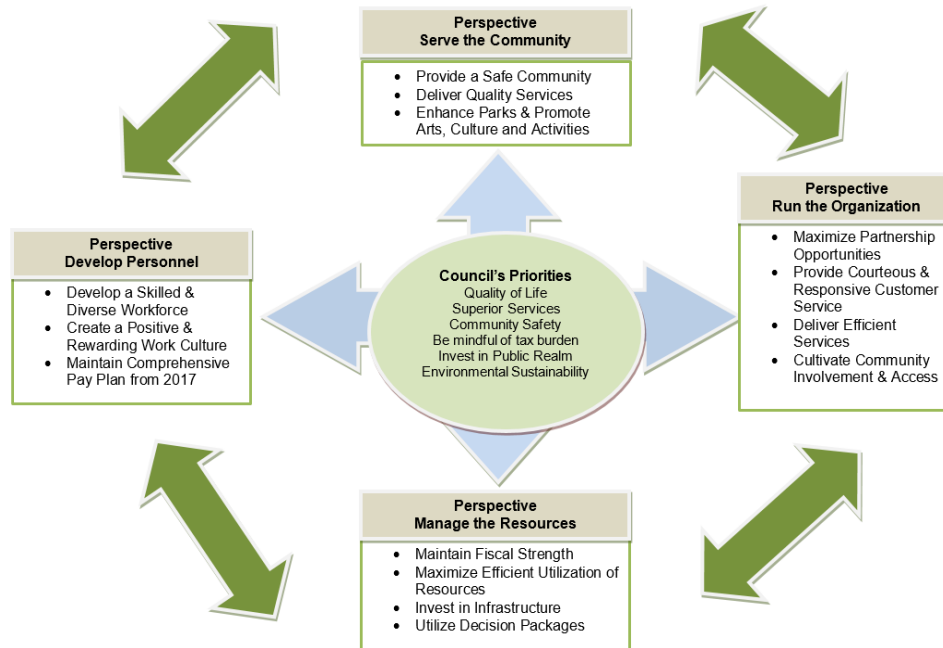 Perspective
Serve the Community
• Provide a Safe Community
• Deliver Quality Services
• Enhance Parks & Promote
Arts, Culture and Activities
Perspective
Develop Personnel
• Develop a Skilled &
Diverse Workforce
• Create a Positive &
Rewarding Work Culture
• Maintain Comprehensive
Pay Plan from 2017
Council's Priorities
Quality of Life
Superior Services
Community Safety
Be mindful of tax burden
Invest in Public Realm
Environmental Sustainability
Perspective
Run the Organization
• Maximize Partnership
Opportunities
• Provide Courteous &
Responsive Customer
Service
• Deliver Efficient
Services
• Cultivate Community
Involvement & Access
Perspective
Manage the Resources
• Maintain Fiscal Strength
• Maximize Efficient Utilization of
Resources
• Invest in Infrastructure
• Utilize Decision Packages